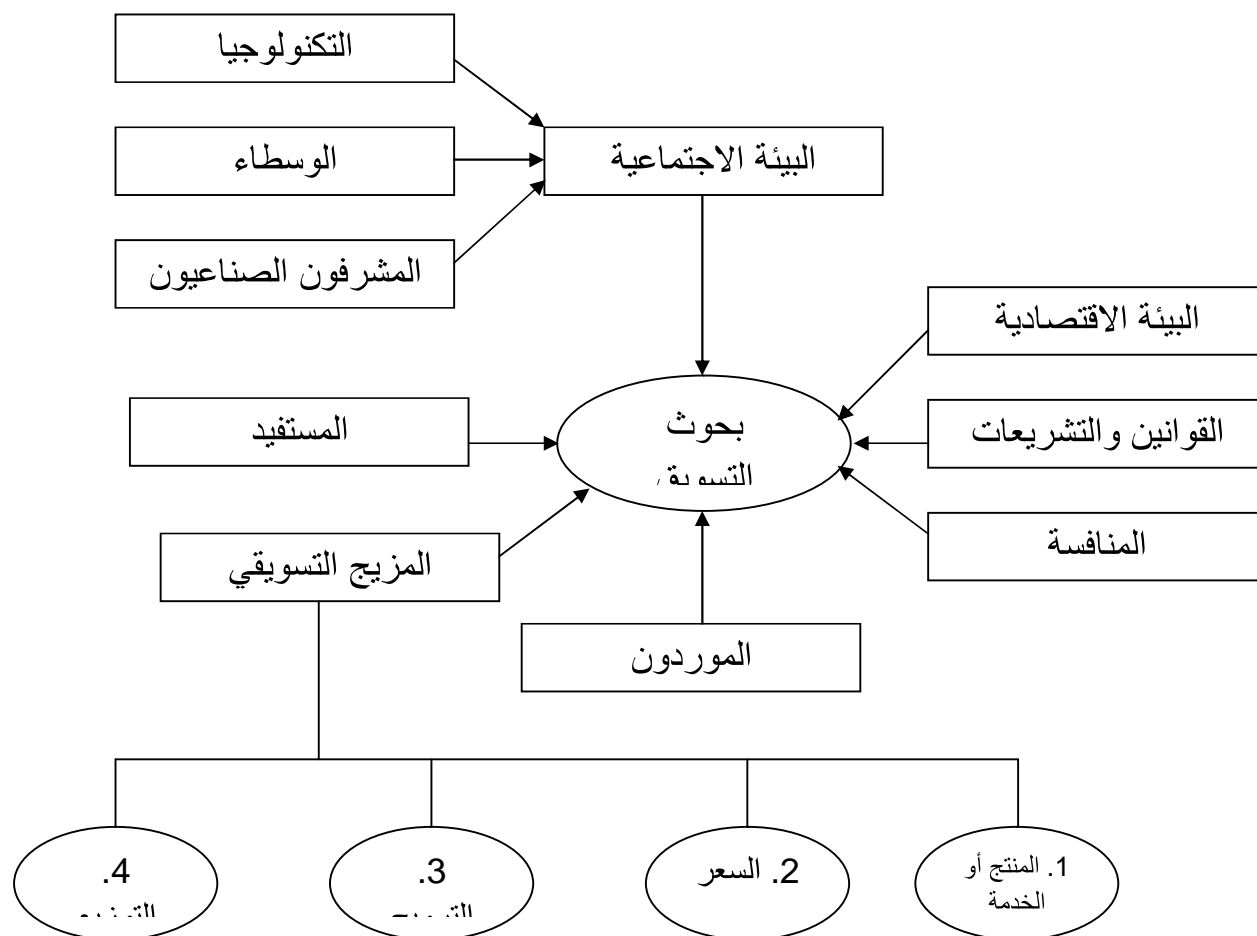 التكنولوجيا
الوسطاء
البيئة الاجتماعية
المشرفون الصناعيون
البيئة الاقتصادية
المستفيد
بحوث
التسويق
القوانين والتشريعات
المزيج التسويقي
المنافسة
الموردون
1. المنتج أو
الخدمة
2. السعر
3.
4.